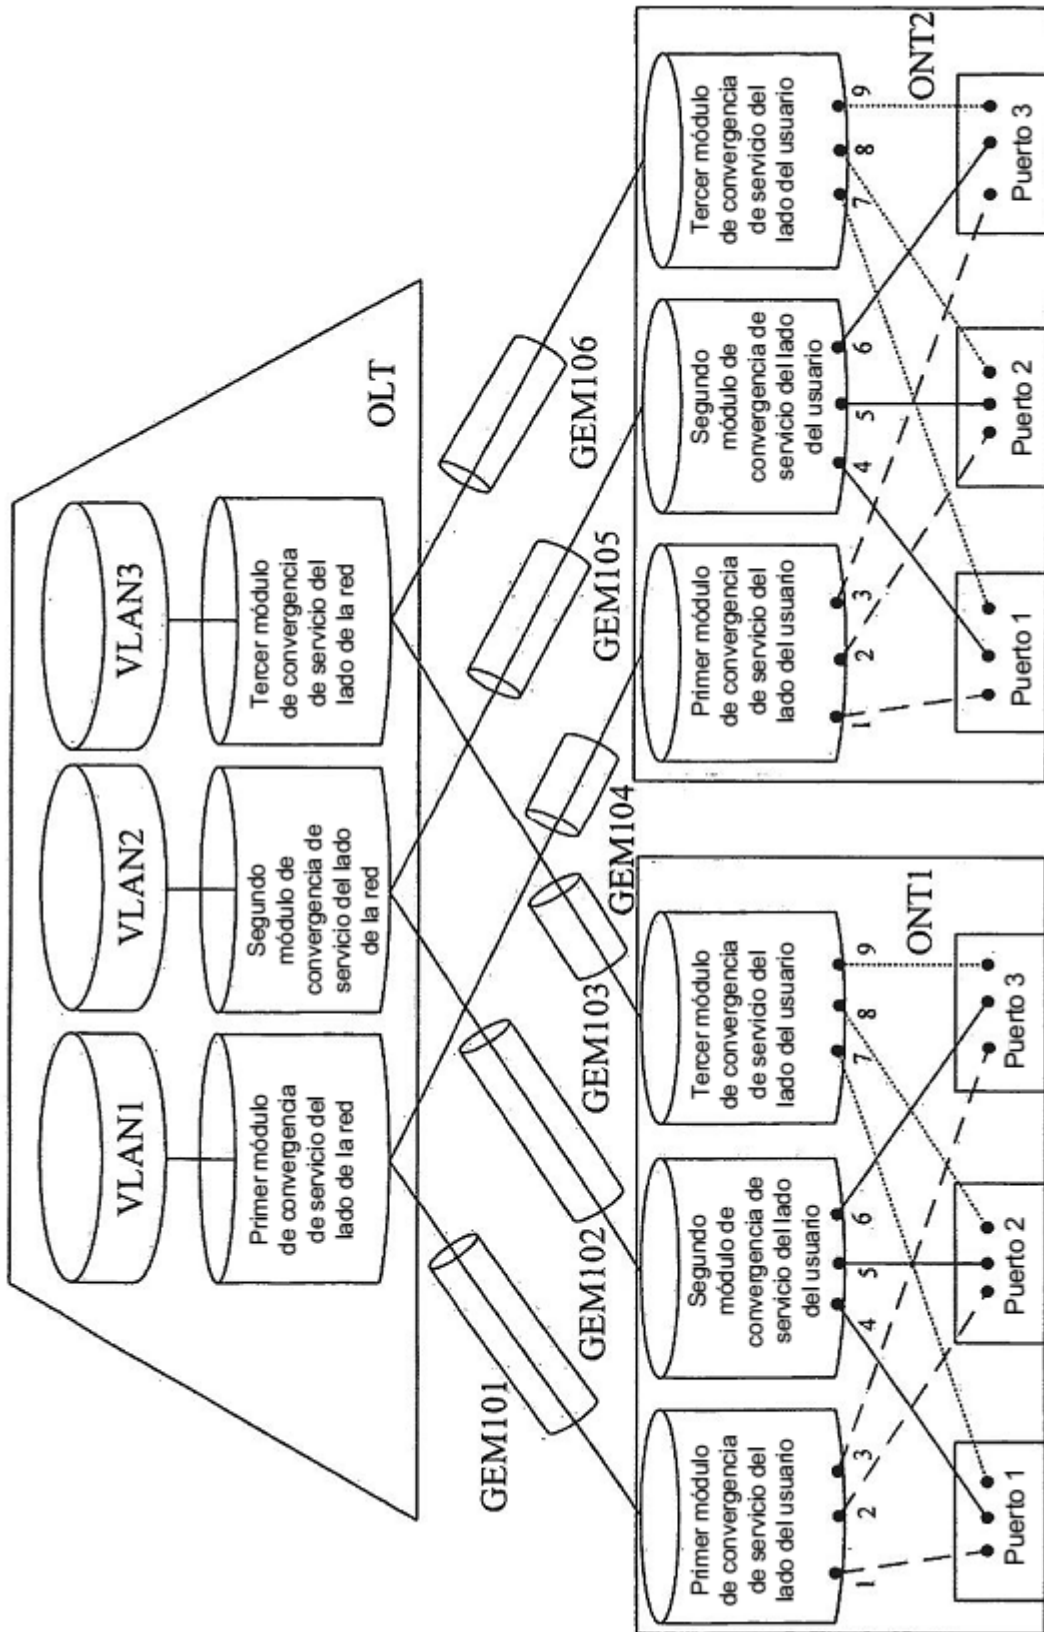 VLAN1
VLAN2
VLAN3
Primer módulo
de convergencia
de servicio del
lado de la red
Segundo
módulo de
convergencia de
servicio del lado
de la red
Tercer módulo
de convergencia
de servicio del
lado de la red
OLT
GEM101
GEM102
GEM103
GEM104
GEM105
GEM106
Primer módulo
de convergencia
de servicio del
lado del usuario
Segundo
módulo de
convergencia de
servicio del lado
del usuario
Tercer módulo
de convergencia
de servicio del
lado del usuario
1
2
3
4
5
6
7
8
9
ONT1
Puerto 1
Puerto 2
Puerto 3
Primer módulo
de convergencia
de servicio del
lado del usuario
Segundo
módulo de
convergencia de
servicio del lado
del usuario
Tercer módulo
de convergencia
de servicio del
lado del usuario
1
2
3
4
5
6
7
8
9
ONT2
Puerto 1
Puerto 2
Puerto 3